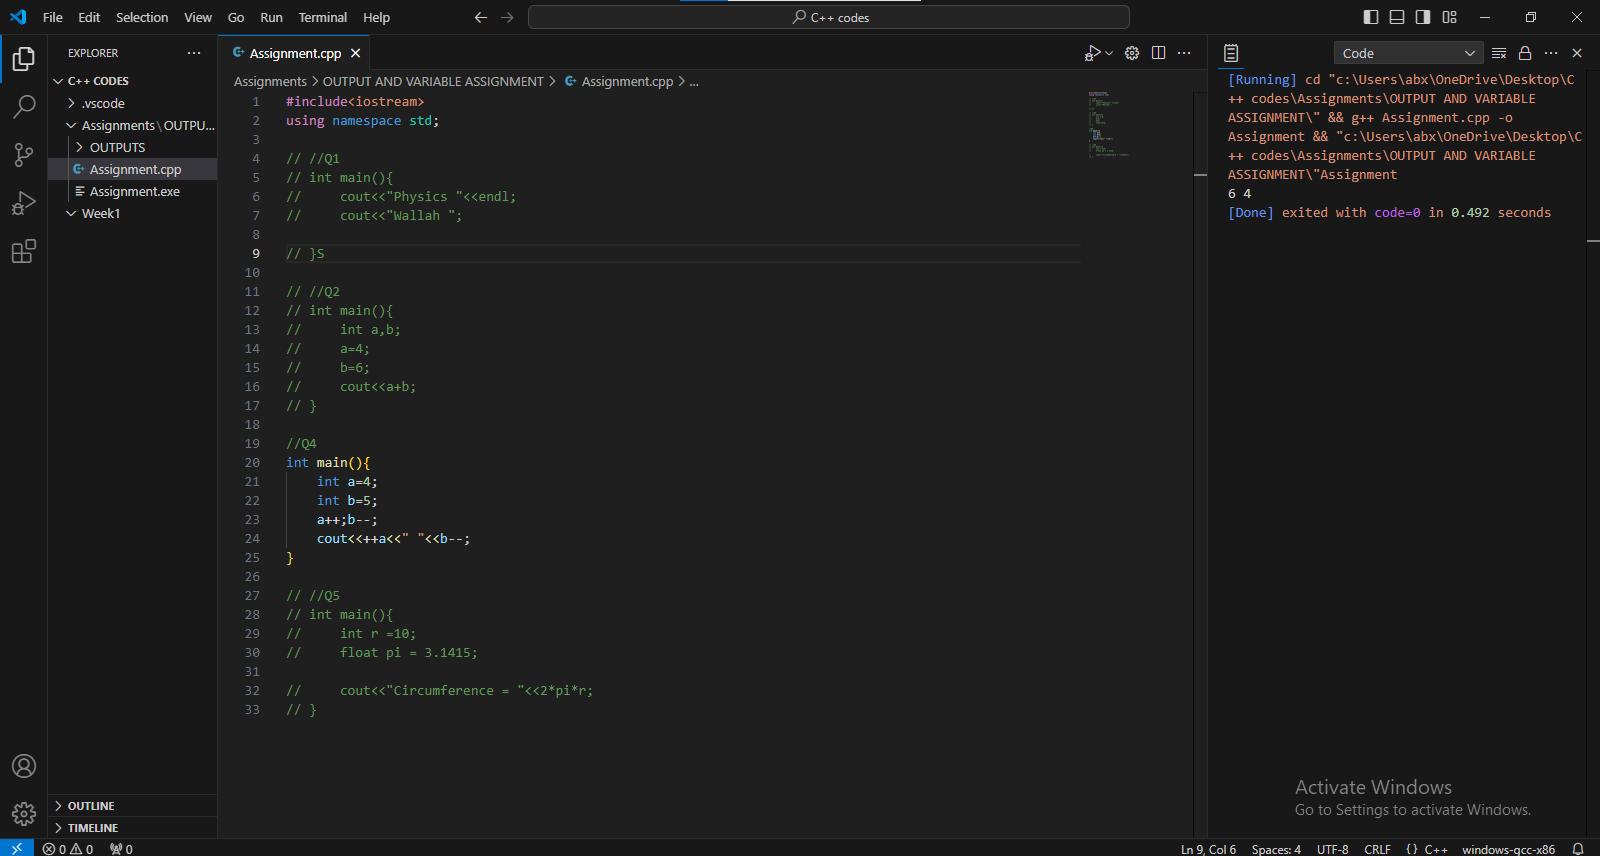 File Edit Selection View Go Run Terminal Help
C++ codes
EXPLORER
C++ CODES
.vscode
Assignments\OUTPU...
OUTPUTS
Assignment.cpp
Assignment.exe
Week1
OUTLINE
TIMELINE
Assignment.cpp
Assignments > OUTPUT AND VARIABLE ASSIGNMENT > Assignment.cpp > ...
1 #include<iostream>
2 using namespace std;
3
4 // //Q1
5 // int main(){
6 //     cout<<"Physics "<<endl;
7 //     cout<<"Wallah ";
8
9 // }S
10
11 // //Q2
12 // int main(){
13 //     int a,b;
14 //     a=4;
15 //     b=6;
16 //     cout<<a+b;
17 // }
18
19 //Q4
20 int main(){
21     int a=4;
22     int b=5;
23     a++;b--;
24     cout<<++a<<" "<<b--;
25 }
26
27 // //Q5
28 // int main(){
29 //     int r =10;
30 //     float pi = 3.1415;
31
32 //     cout<<"Circumference = "<<2*pi*r;
33 // }
Code
[Running] cd "c:\Users\abx\OneDrive\Desktop\C
++ codes\Assignments\OUTPUT AND VARIABLE
ASSIGNMENT\" && g++ Assignment.cpp -o
Assignment && "c:\Users\abx\OneDrive\Desktop\C
++ codes\Assignments\OUTPUT AND VARIABLE
ASSIGNMENT\"Assignment
6 4
[Done] exited with code=0 in 0.492 seconds
Activate Windows
Go to Settings to activate Windows.
0 0 0
Ln 9, Col 6 Spaces: 4 UTF-8 CRLF {} C++ windows-gcc-x86